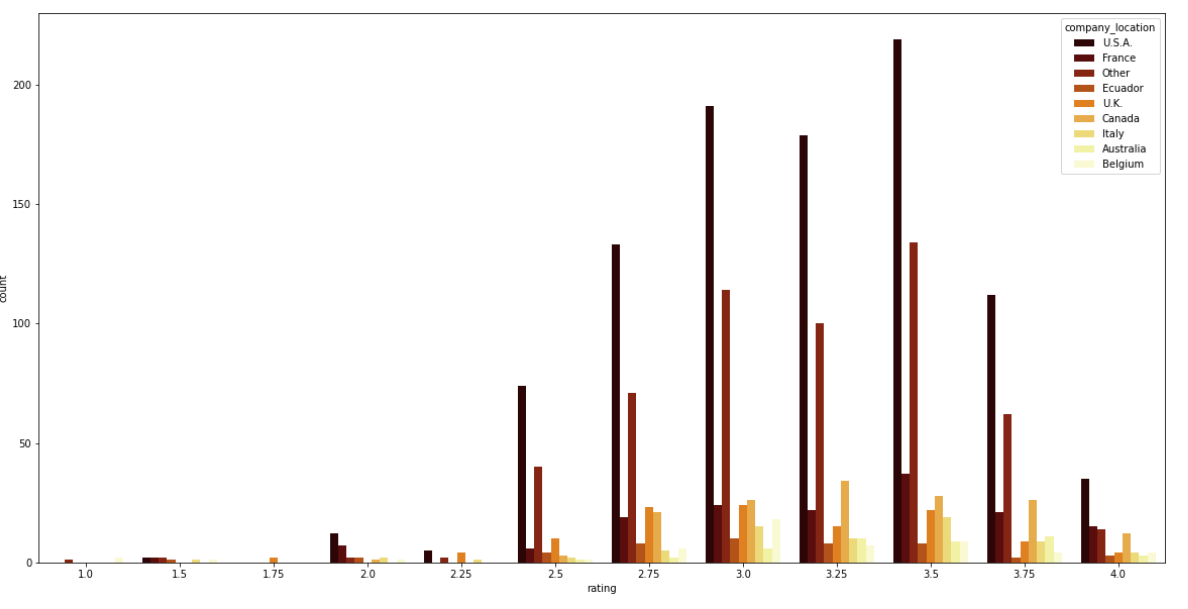 company_location
U.S.A.
France
Other
Ecuador
U.K.
Canada
Italy
Australia
Belgium
200
150
100
50
0
count
1.0 1.5 1.75 2.0 2.25 2.5 2.75 3.0 3.25 3.5 3.75 4.0
rating